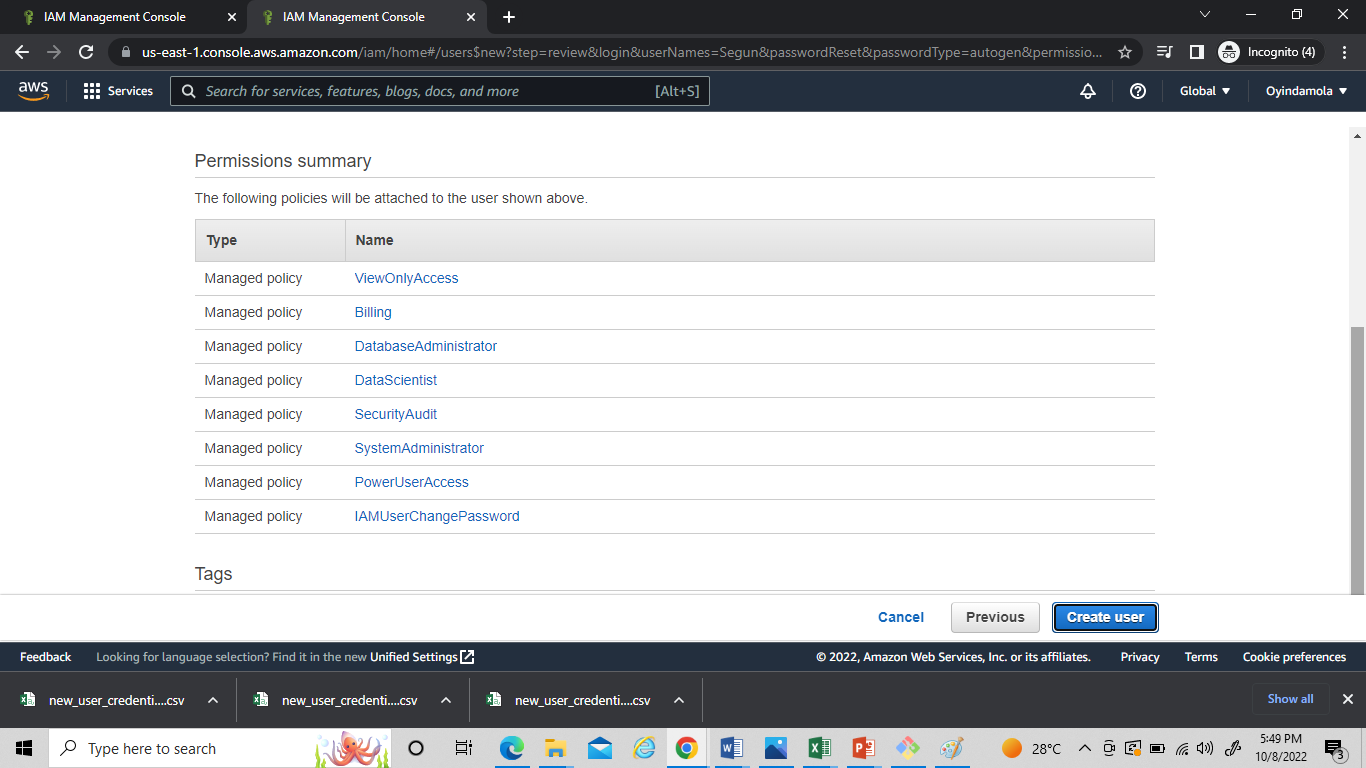 IAM Management Console
IAM Management Console
us-east-1.console.aws.amazon.com/iam/home#/users$new?step=review&login&userNames=Segun&passwordReset&passwordType=autogen&permissio...
Incognito (4)
aws
Services
Search for services, features, blogs, docs, and more
[Alt+S]
Global
Oyindamola
Permissions summary
The following policies will be attached to the user shown above.
Type Name
Managed policy ViewOnlyAccess
Managed policy Billing
Managed policy DatabaseAdministrator
Managed policy DataScientist
Managed policy SecurityAudit
Managed policy SystemAdministrator
Managed policy PowerUserAccess
Managed policy IAMUserChangePassword
Tags
Cancel
Previous
Create user
Feedback
Looking for language selection? Find it in the new Unified Settings
© 2022, Amazon Web Services, Inc. or its affiliates.
Privacy
Terms
Cookie preferences
new_user_credenti....csv
new_user_credenti....csv
new_user_credenti....csv
Show all
Type here to search
28°C
5:49 PM
10/8/2022
3